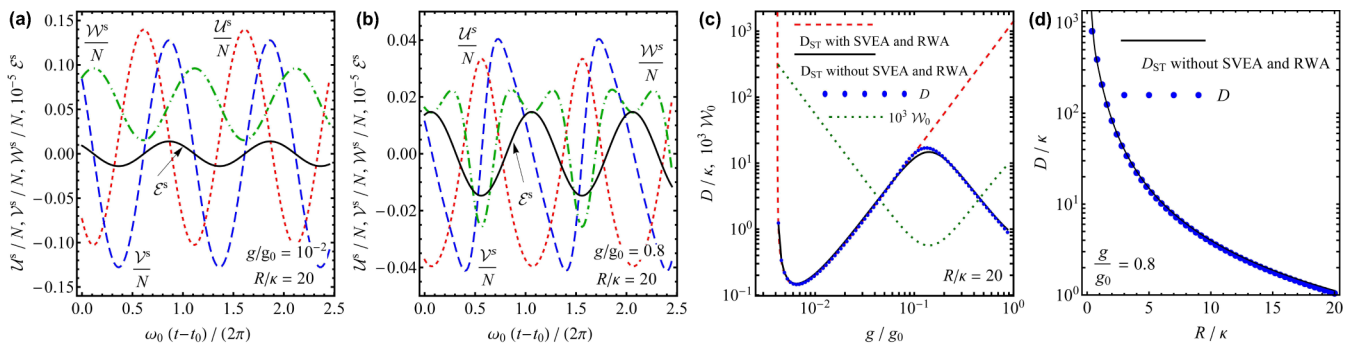 (a)
𝒰ˢ / N, 𝒱ˢ / N, 𝒲ˢ / N, 10⁻⁵ ℰˢ
0.15
0.10
0.05
0.00
−0.05
−0.10
−0.15
𝒲ˢ
N
𝒰ˢ
N
ℰˢ
𝒱ˢ
N
g/g₀ = 10⁻²
R/κ = 20
0.0 0.5 1.0 1.5 2.0 2.5
ω₀ (t−t₀) / (2π)
(b)
𝒰ˢ / N, 𝒱ˢ / N, 𝒲ˢ / N, 10⁻⁵ ℰˢ
0.04
0.02
0.00
−0.02
−0.04
𝒰ˢ
N
𝒲ˢ
N
ℰˢ
𝒱ˢ
N
g/g₀ = 0.8
R/κ = 20
0.0 0.5 1.0 1.5 2.0 2.5
ω₀ (t−t₀) / (2π)
(c)
D / κ, 10³ 𝒲₀
10³
10²
10¹
10⁰
10⁻¹
D_ST with SVEA and RWA
D_ST without SVEA and RWA
D
10³ 𝒲₀
R/κ = 20
10⁻² 10⁻¹ 10⁰
g / g₀
(d)
D / κ
10³
10²
10¹
10⁰
D_ST without SVEA and RWA
D
g
g₀
= 0.8
0 5 10 15 20
R / κ